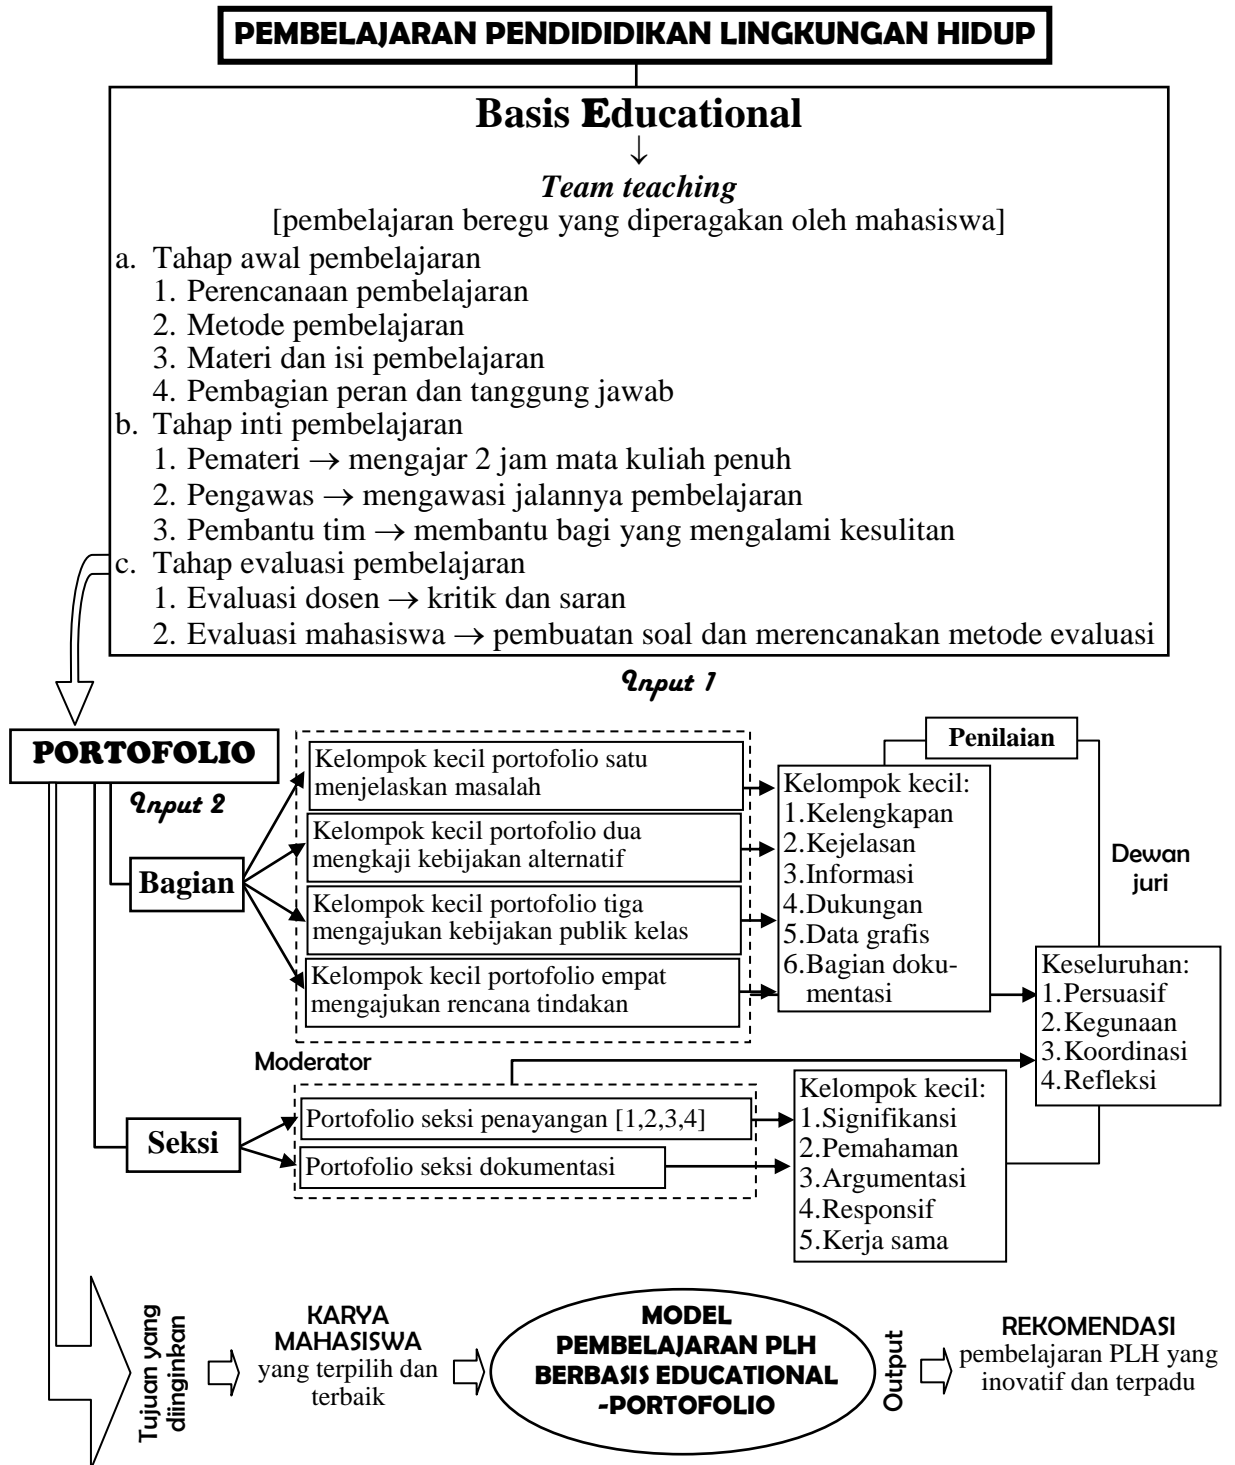 PEMBELAJARAN PENDIDIDIKAN LINGKUNGAN HIDUP
Basis Educational
↓
Team teaching
[pembelajaran beregu yang diperagakan oleh mahasiswa]
a. Tahap awal pembelajaran
1. Perencanaan pembelajaran
2. Metode pembelajaran
3. Materi dan isi pembelajaran
4. Pembagian peran dan tanggung jawab
b. Tahap inti pembelajaran
1. Pemateri → mengajar 2 jam mata kuliah penuh
2. Pengawas → mengawasi jalannya pembelajaran
3. Pembantu tim → membantu bagi yang mengalami kesulitan
c. Tahap evaluasi pembelajaran
1. Evaluasi dosen → kritik dan saran
2. Evaluasi mahasiswa → pembuatan soal dan merencanakan metode evaluasi
Input 1
PORTOFOLIO
Input 2
Bagian
Kelompok kecil portofolio satu
menjelaskan masalah
Kelompok kecil portofolio dua
mengkaji kebijakan alternatif
Kelompok kecil portofolio tiga
mengajukan kebijakan publik kelas
Kelompok kecil portofolio empat
mengajukan rencana tindakan
Penilaian
Kelompok kecil:
1.Kelengkapan
2.Kejelasan
3.Informasi
4.Dukungan
5.Data grafis
6.Bagian doku-
mentasi
Dewan
juri
Keseluruhan:
1.Persuasif
2.Kegunaan
3.Koordinasi
4.Refleksi
Moderator
Seksi
Portofolio seksi penayangan [1,2,3,4]
Portofolio seksi dokumentasi
Kelompok kecil:
1.Signifikansi
2.Pemahaman
3.Argumentasi
4.Responsif
5.Kerja sama
Tujuan yang
diinginkan
KARYA
MAHASISWA
yang terpilih dan
terbaik
MODEL
PEMBELAJARAN PLH
BERBASIS EDUCATIONAL
-PORTOFOLIO
Output
REKOMENDASI
pembelajaran PLH yang
inovatif dan terpadu